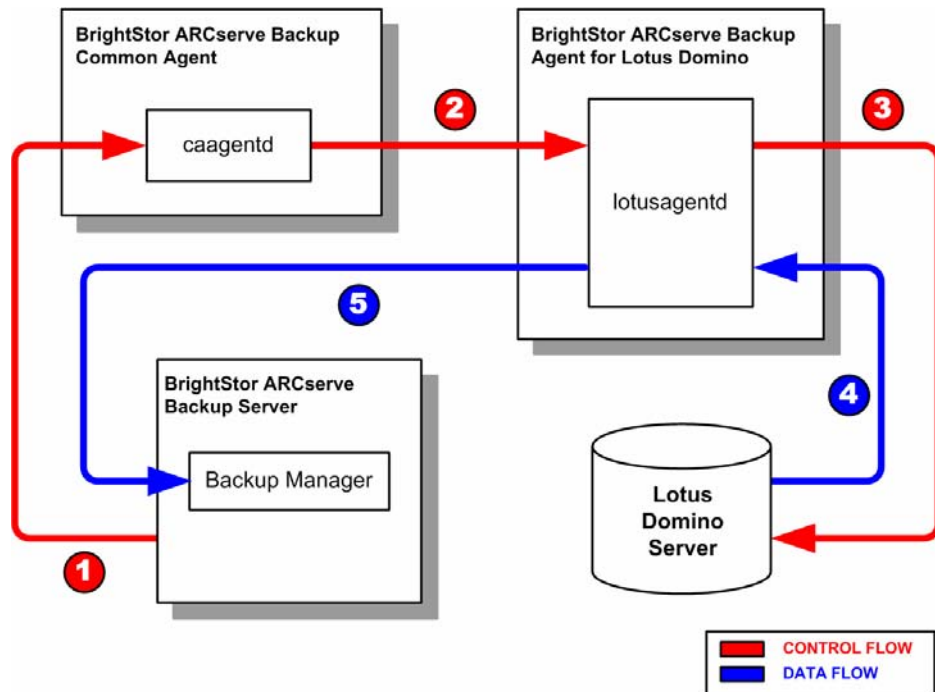 BrightStor ARCserve Backup
Common Agent
caagentd
2
BrightStor ARCserve Backup
Agent for Lotus Domino
lotusagentd
3
5
4
BrightStor ARCserve
Backup Server
Backup Manager
1
Lotus
Domino
Server
CONTROL FLOW
DATA FLOW